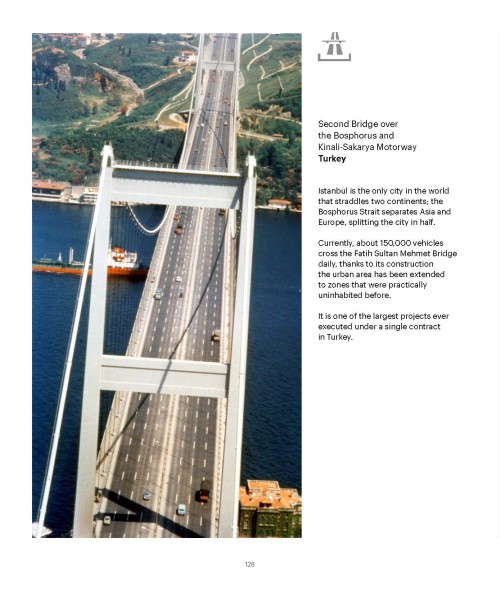 Second Bridge over
the Bosphorus and
Kinali-Sakarya Motorway
Turkey
Istanbul is the only city in the world
that straddles two continents; the
Bosphorus Strait separates Asia and
Europe, splitting the city in half.
Currently, about 150,000 vehicles
cross the Fatih Sultan Mehmet Bridge
daily, thanks to its construction
the urban area has been extended
to zones that were practically
uninhabited before.
It is one of the largest projects ever
executed under a single contract
in Turkey.
128